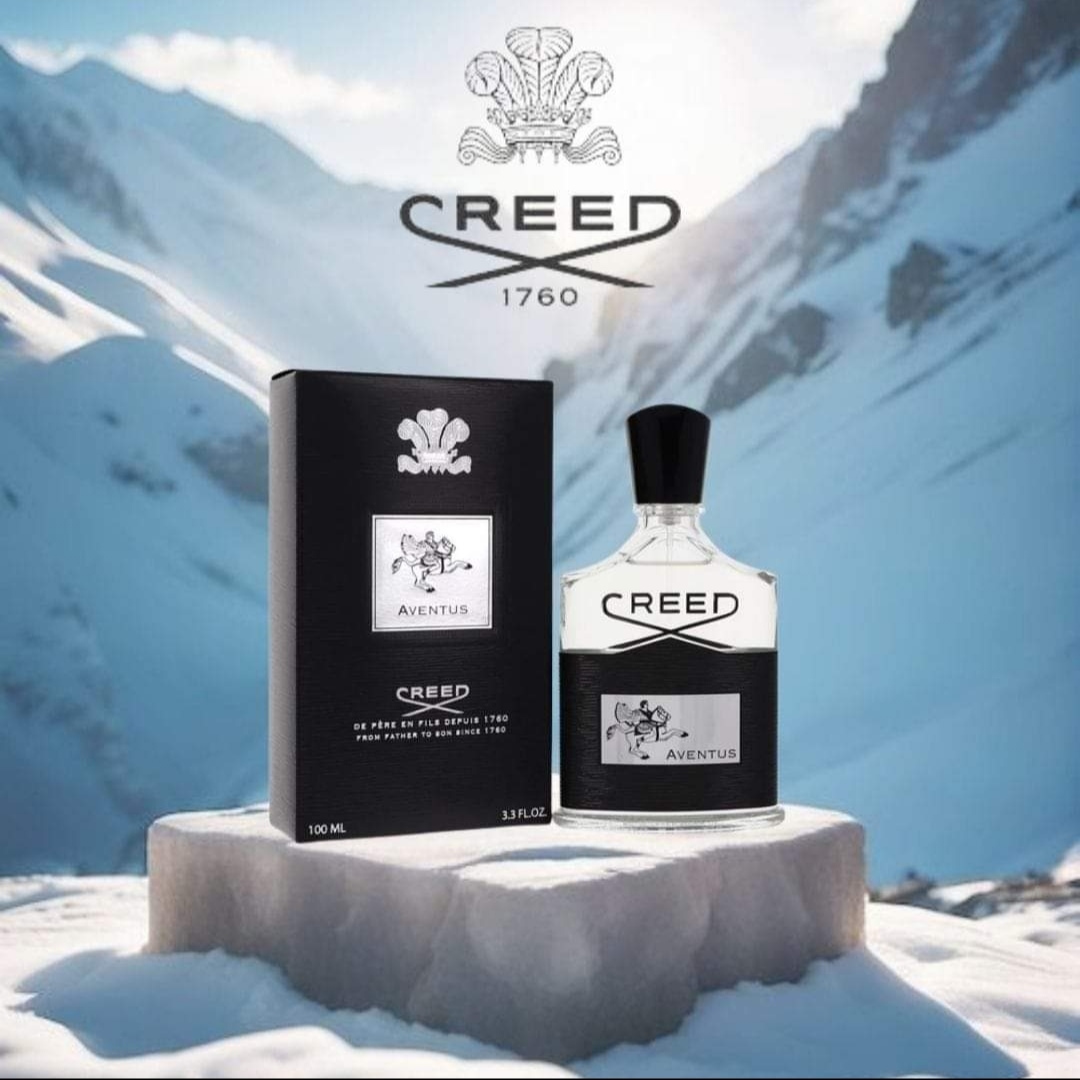 CREED
1760
AVENTUS
CREED
DE PÈRE EN FILS DEPUIS 1760
FROM FATHER TO SON SINCE 1760
100 ML
3.3 FL.OZ.
CREED
AVENTUS